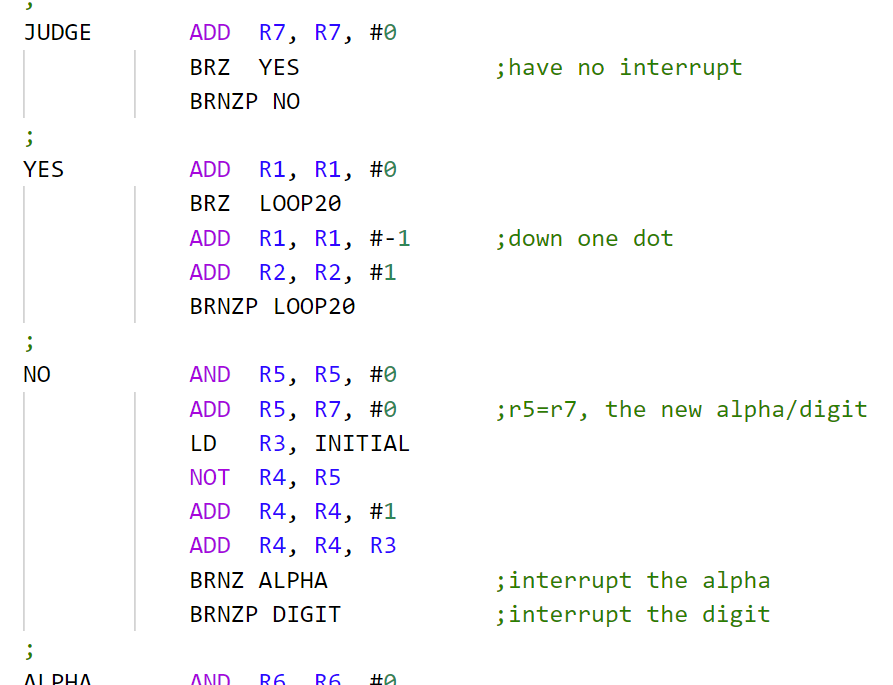 ;
JUDGE ADD R7, R7, #0
BRZ YES ;have no interrupt
BRNZP NO
;
YES ADD R1, R1, #0
BRZ LOOP20
ADD R1, R1, #-1 ;down one dot
ADD R2, R2, #1
BRNZP LOOP20
;
NO AND R5, R5, #0
ADD R5, R7, #0 ;r5=r7, the new alpha/digit
LD R3, INITIAL
NOT R4, R5
ADD R4, R4, #1
ADD R4, R4, R3
BRNZ ALPHA ;interrupt the alpha
BRNZP DIGIT ;interrupt the digit
;
ALPHA AND R6, R6, #0